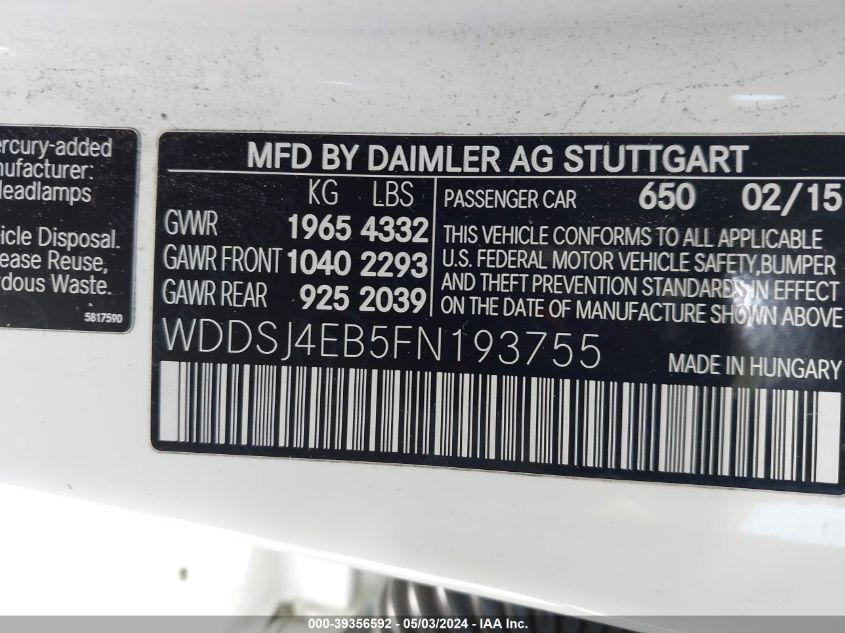 ercury-added
anufacturer:
Headlamps
icle Disposal.
ease Reuse,
rdous Waste.
5817590
MFD BY DAIMLER AG STUTTGART
KG LBS
GVWR 1965 4332
GAWR FRONT 1040 2293
GAWR REAR 925 2039
PASSENGER CAR 650 02/15
THIS VEHICLE CONFORMS TO ALL APPLICABLE
U.S. FEDERAL MOTOR VEHICLE SAFETY,BUMPER
AND THEFT PREVENTION STANDARDS IN EFFECT
ON THE DATE OF MANUFACTURE SHOWN ABOVE
WDDSJ4EB5FN193755
MADE IN HUNGARY
000-39356592 - 05/03/2024 - IAA Inc.